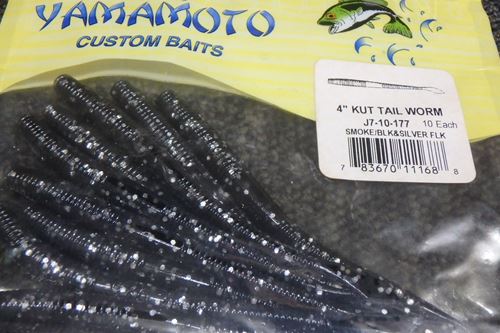 YAMAMOTO
CUSTOM BAITS
4" KUT TAIL WORM
J7-10-177 10 Each
SMOKE/BLK&SILVER FLK
7 83670 11168 8